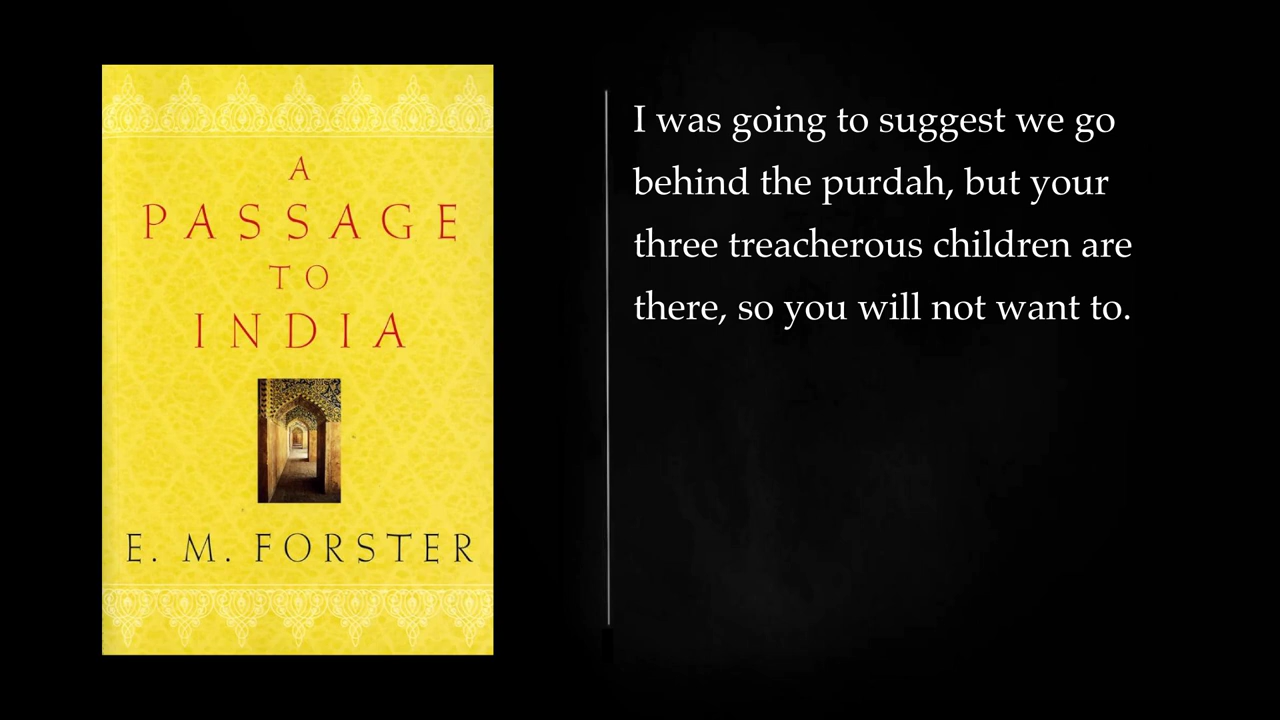 A
PASSAGE
TO
INDIA
E. M. FORSTER
I was going to suggest we go
behind the purdah, but your
three treacherous children are
there, so you will not want to.